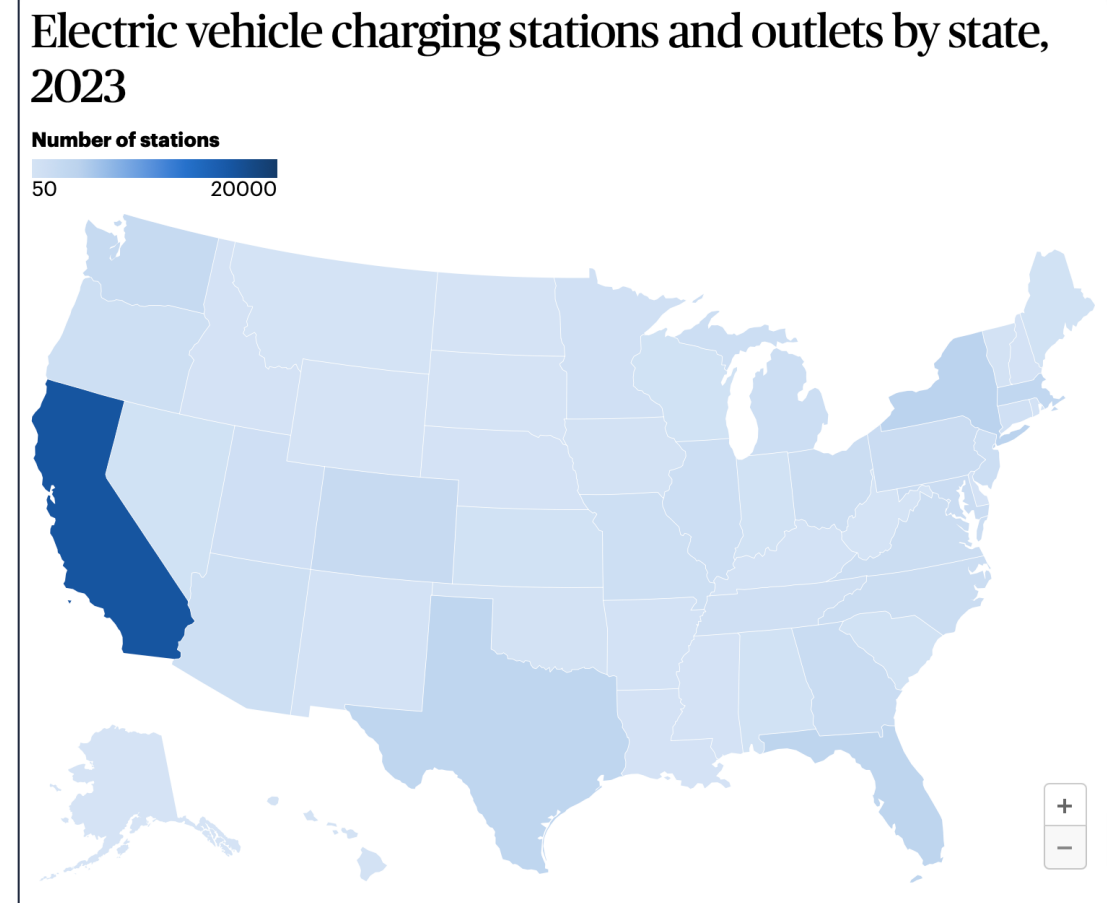 Electric vehicle charging stations and outlets by state,
2023
Number of stations
50 20000
+
−